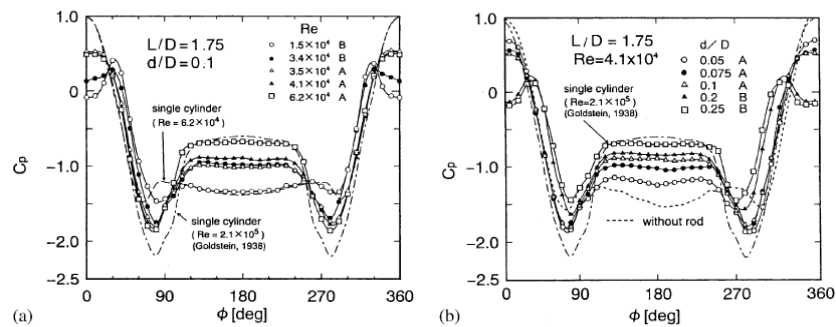 1.0
0
−1.0
−2.0
−2.5
Cp
L/D=1.75
d/D=0.1
Re
1.5×10⁴ B
3.4×10⁴ B
3.5×10⁴ A
4.1×10⁴ A
6.2×10⁴ A
single cylinder
(Re=6.2×10⁴)
single cylinder
(Re=2.1×10⁵)
(Goldstein, 1938)
0 90 180 270 360
(a)
ϕ [deg]
1.0
0
−1.0
−2.0
−2.5
Cp
L/D=1.75
Re=4.1x10⁴
d/D
0.05 A
0.075 A
0.1 A
0.2 B
0.25 B
single cylinder
(Re=2.1×10⁵)
(Goldstein, 1938)
without rod
0 90 180 270 360
(b)
ϕ [deg]